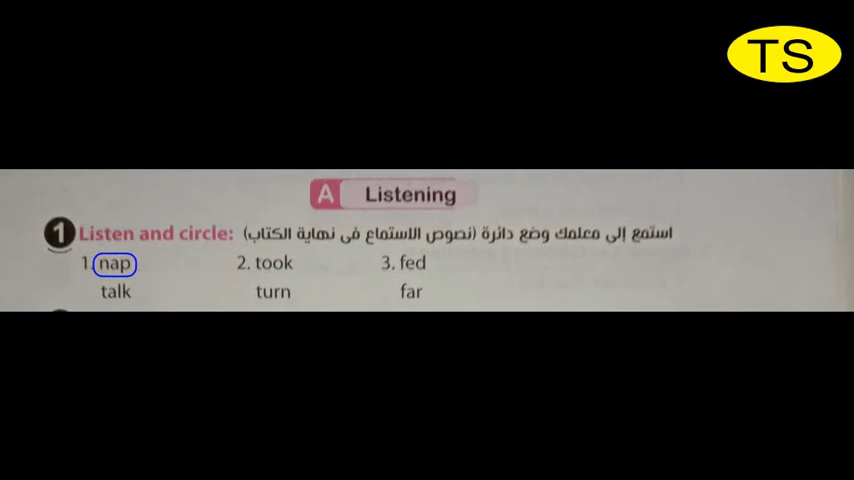 TS
A Listening
1 Listen and circle: استمع إلى معلمك وضع دائرة (نصوص الاستماع فى نهاية الكتاب)
1. nap 2. took 3. fed
talk turn far